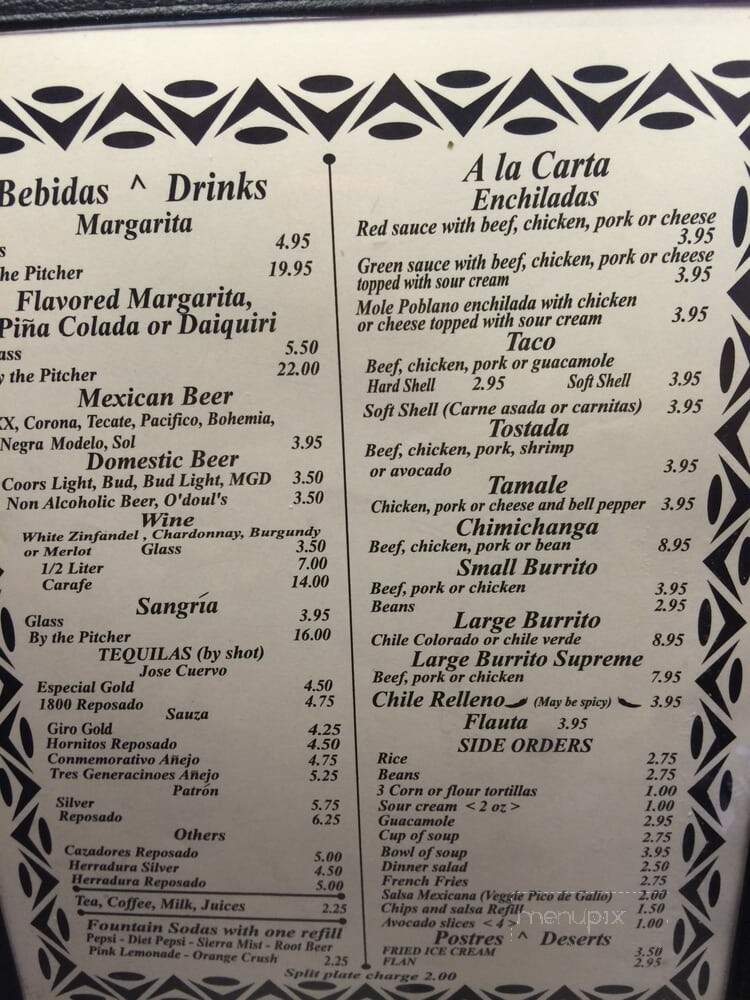 Bebidas ^ Drinks
Margarita
s 4.95
he Pitcher 19.95
Flavored Margarita,
Piña Colada or Daiquiri
ass 5.50
y the Pitcher 22.00
Mexican Beer
XX, Corona, Tecate, Pacifico, Bohemia,
Negra Modelo, Sol 3.95
Domestic Beer
Coors Light, Bud, Bud Light, MGD 3.50
Non Alcoholic Beer, O'doul's 3.50
Wine
White Zinfandel , Chardonnay, Burgundy
or Merlot Glass 3.50
1/2 Liter 7.00
Carafe 14.00
Sangría
Glass 3.95
By the Pitcher 16.00
TEQUILAS (by shot)
Jose Cuervo
Especial Gold 4.50
1800 Reposado 4.75
Sauza
Giro Gold 4.25
Hornitos Reposado 4.50
Conmemorativo Añejo 4.75
Tres Generacinoes Añejo 5.25
Patrón
Silver 5.75
Reposado 6.25
Others
Cazadores Reposado 5.00
Herradura Silver 4.50
Herradura Reposado 5.00
Tea, Coffee, Milk, Juices 2.25
Fountain Sodas with one refill
Pepsi - Diet Pepsi - Sierra Mist - Root Beer
Pink Lemonade - Orange Crush 2.25
A la Carta
Enchiladas
Red sauce with beef, chicken, pork or cheese
3.95
Green sauce with beef, chicken, pork or cheese
topped with sour cream 3.95
Mole Poblano enchilada with chicken
or cheese topped with sour cream 3.95
Taco
Beef, chicken, pork or guacamole
Hard Shell 2.95 Soft Shell 3.95
Soft Shell (Carne asada or carnitas) 3.95
Tostada
Beef, chicken, pork, shrimp
or avocado 3.95
Tamale
Chicken, pork or cheese and bell pepper 3.95
Chimichanga
Beef, chicken, pork or bean 8.95
Small Burrito
Beef, pork or chicken 3.95
Beans 2.95
Large Burrito
Chile Colorado or chile verde 8.95
Large Burrito Supreme
Beef, pork or chicken 7.95
Chile Relleno (May be spicy) 3.95
Flauta 3.95
SIDE ORDERS
Rice 2.75
Beans 2.75
3 Corn or flour tortillas 1.00
Sour cream < 2 oz > 1.00
Guacamole 2.95
Cup of soup 2.75
Bowl of soup 3.95
Dinner salad 2.50
French Fries 2.75
Salsa Mexicana (Veggie Pico de Gallo) 2.00
Chips and salsa Refill 1.50
Avocado slices < 4 > 1.00
menupix
Postres ^ Deserts
FRIED ICE CREAM 3.50
FLAN 2.95
Split plate charge 2.00